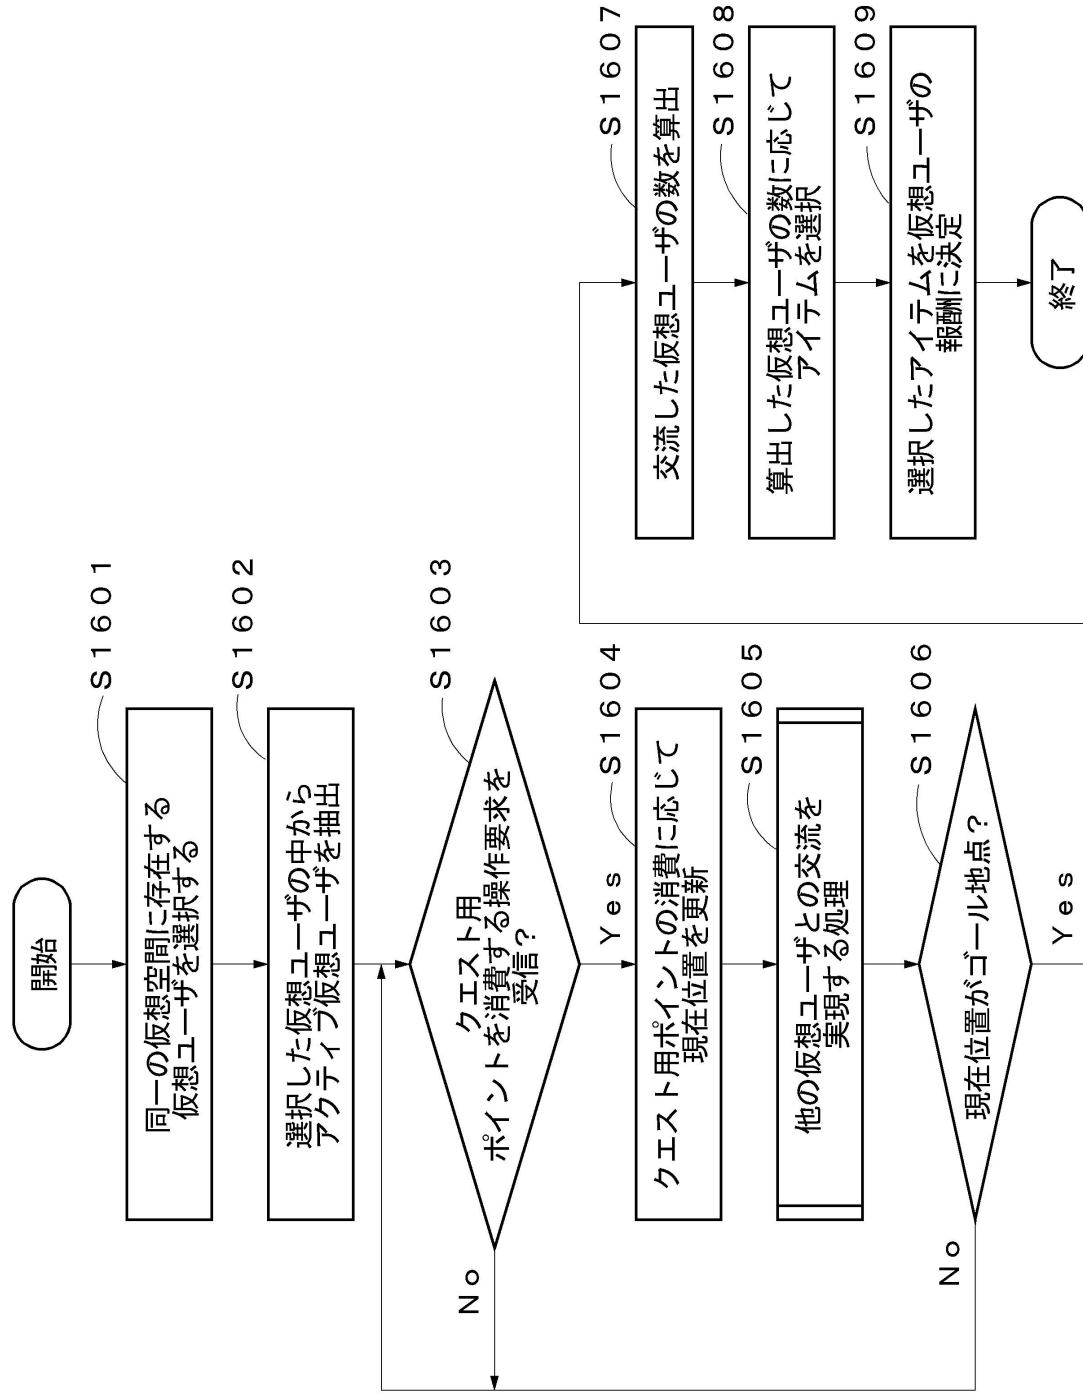 開始
S1601
同一の仮想空間に存在する
仮想ユーザを選択する
S1602
選択した仮想ユーザの中から
アクティブ仮想ユーザを抽出
S1603
クエスト用
ポイントを消費する操作要求を
受信？
No
Yes
S1604
クエスト用ポイントの消費に応じて
現在位置を更新
S1605
他の仮想ユーザとの交流を
実現する処理
S1606
現在位置がゴール地点？
No
Yes
S1607
交流した仮想ユーザの数を算出
S1608
算出した仮想ユーザの数に応じて
アイテムを選択
S1609
選択したアイテムを仮想ユーザの
報酬に決定
終了